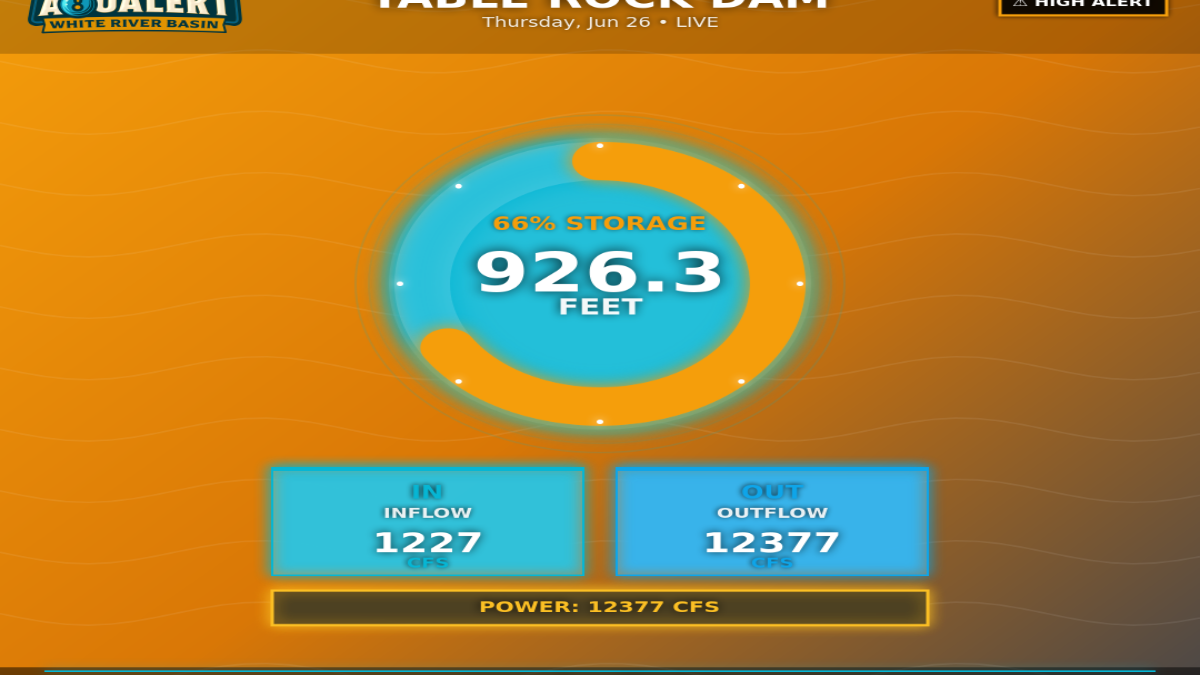 AQUALERT
8
WHITE RIVER BASIN
TABLE ROCK DAM
Thursday, Jun 26 • LIVE
⚠ HIGH ALERT
66% STORAGE
926.3
FEET
IN
INFLOW
1227
CFS
OUT
OUTFLOW
12377
CFS
POWER: 12377 CFS